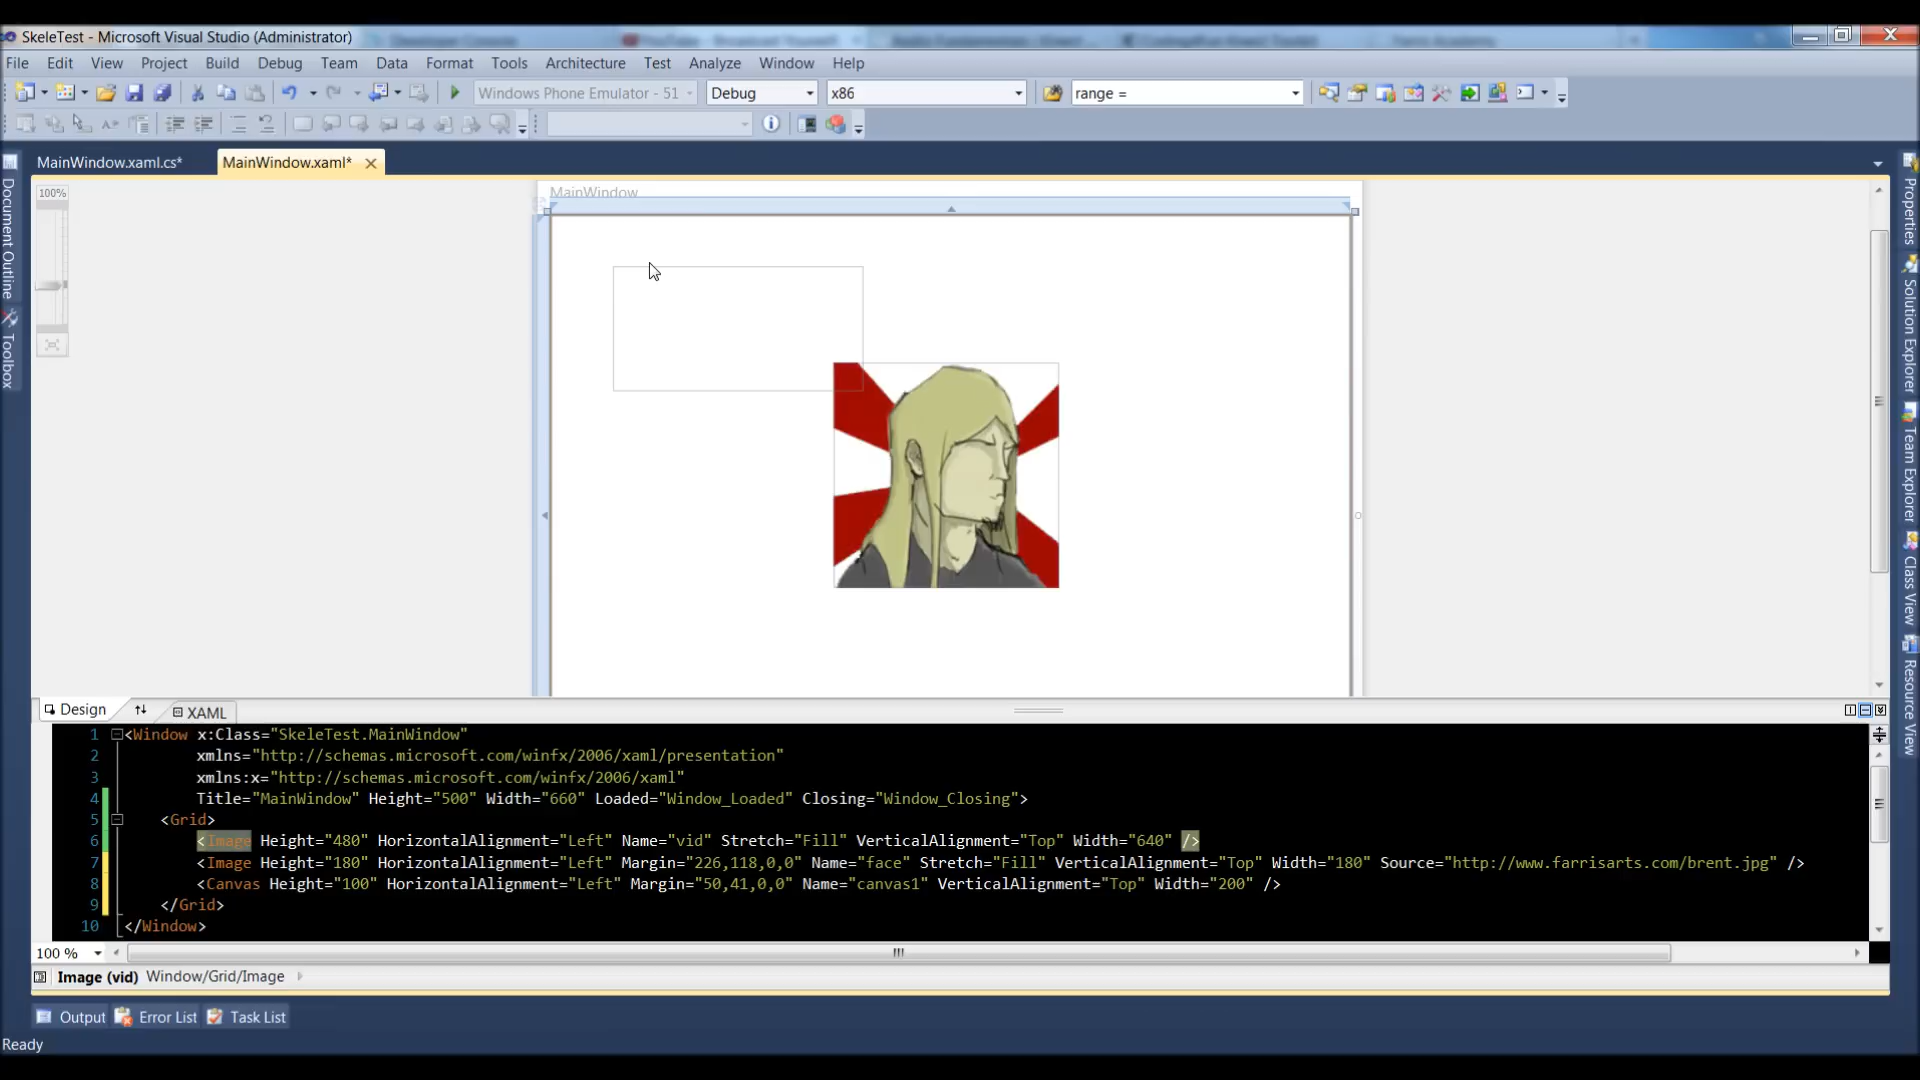 SkeleTest - Microsoft Visual Studio (Administrator)
File Edit View Project Build Debug Team Data Format Tools Architecture Test Analyze Window Help
Windows Phone Emulator - 51 Debug x86 range =
MainWindow.xaml.cs* MainWindow.xaml*
Document Outline
Toolbox
100%
MainWindow
Properties
Solution Explorer
Team Explorer
Class View
Resource View
Design XAML
1 <Window x:Class="SkeleTest.MainWindow"
2 xmlns="http://schemas.microsoft.com/winfx/2006/xaml/presentation"
3 xmlns:x="http://schemas.microsoft.com/winfx/2006/xaml"
4 Title="MainWindow" Height="500" Width="660" Loaded="Window_Loaded" Closing="Window_Closing">
5 <Grid>
6 <Image Height="480" HorizontalAlignment="Left" Name="vid" Stretch="Fill" VerticalAlignment="Top" Width="640" />
7 <Image Height="180" HorizontalAlignment="Left" Margin="226,118,0,0" Name="face" Stretch="Fill" VerticalAlignment="Top" Width="180" Source="http://www.farrisarts.com/brent.jpg" />
8 <Canvas Height="100" HorizontalAlignment="Left" Margin="50,41,0,0" Name="canvas1" VerticalAlignment="Top" Width="200" />
9 </Grid>
10 </Window>
100 %
Image (vid) Window/Grid/Image
Output Error List Task List
Ready